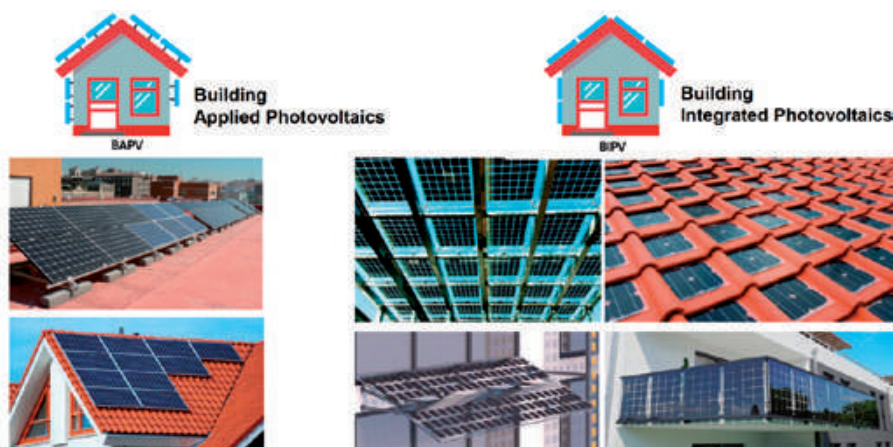 Building
Applied Photovoltaics
BAPV
Building
Integrated Photovoltaics
BIPV